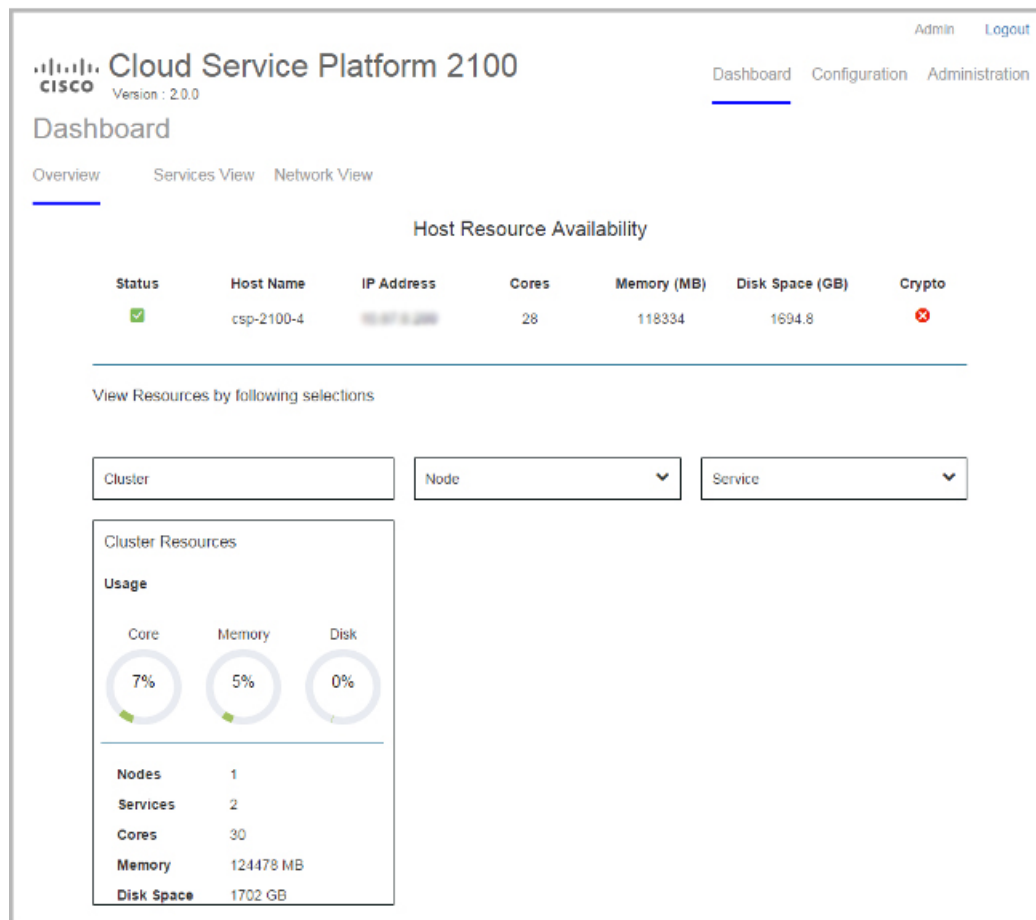 Admin Logout
CISCO Cloud Service Platform 2100
Version : 2.0.0
Dashboard Configuration Administration
Dashboard
Overview Services View Network View
Host Resource Availability
Status Host Name IP Address Cores Memory (MB) Disk Space (GB) Crypto
csp-2100-4 28 118334 1694.8
View Resources by following selections
Cluster Node Service
Cluster Resources
Usage
Core Memory Disk
7% 5% 0%
Nodes 1
Services 2
Cores 30
Memory 124478 MB
Disk Space 1702 GB